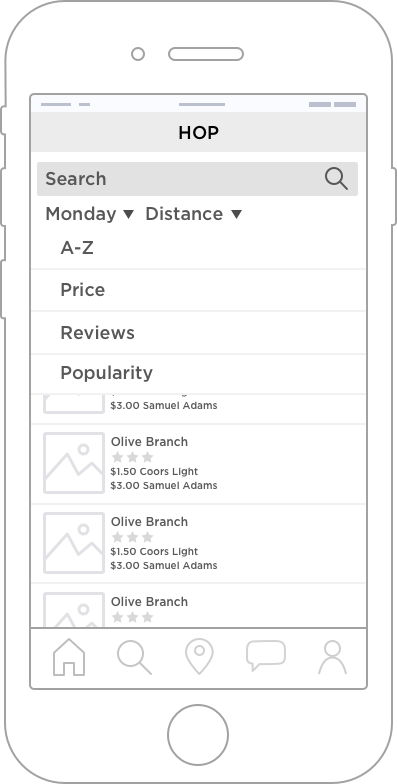 HOP
Search
Monday ▼ Distance ▼
A-Z
Price
Reviews
Popularity
$3.00 Samuel Adams
Olive Branch
$1.50 Coors Light
$3.00 Samuel Adams
Olive Branch
$1.50 Coors Light
$3.00 Samuel Adams
Olive Branch